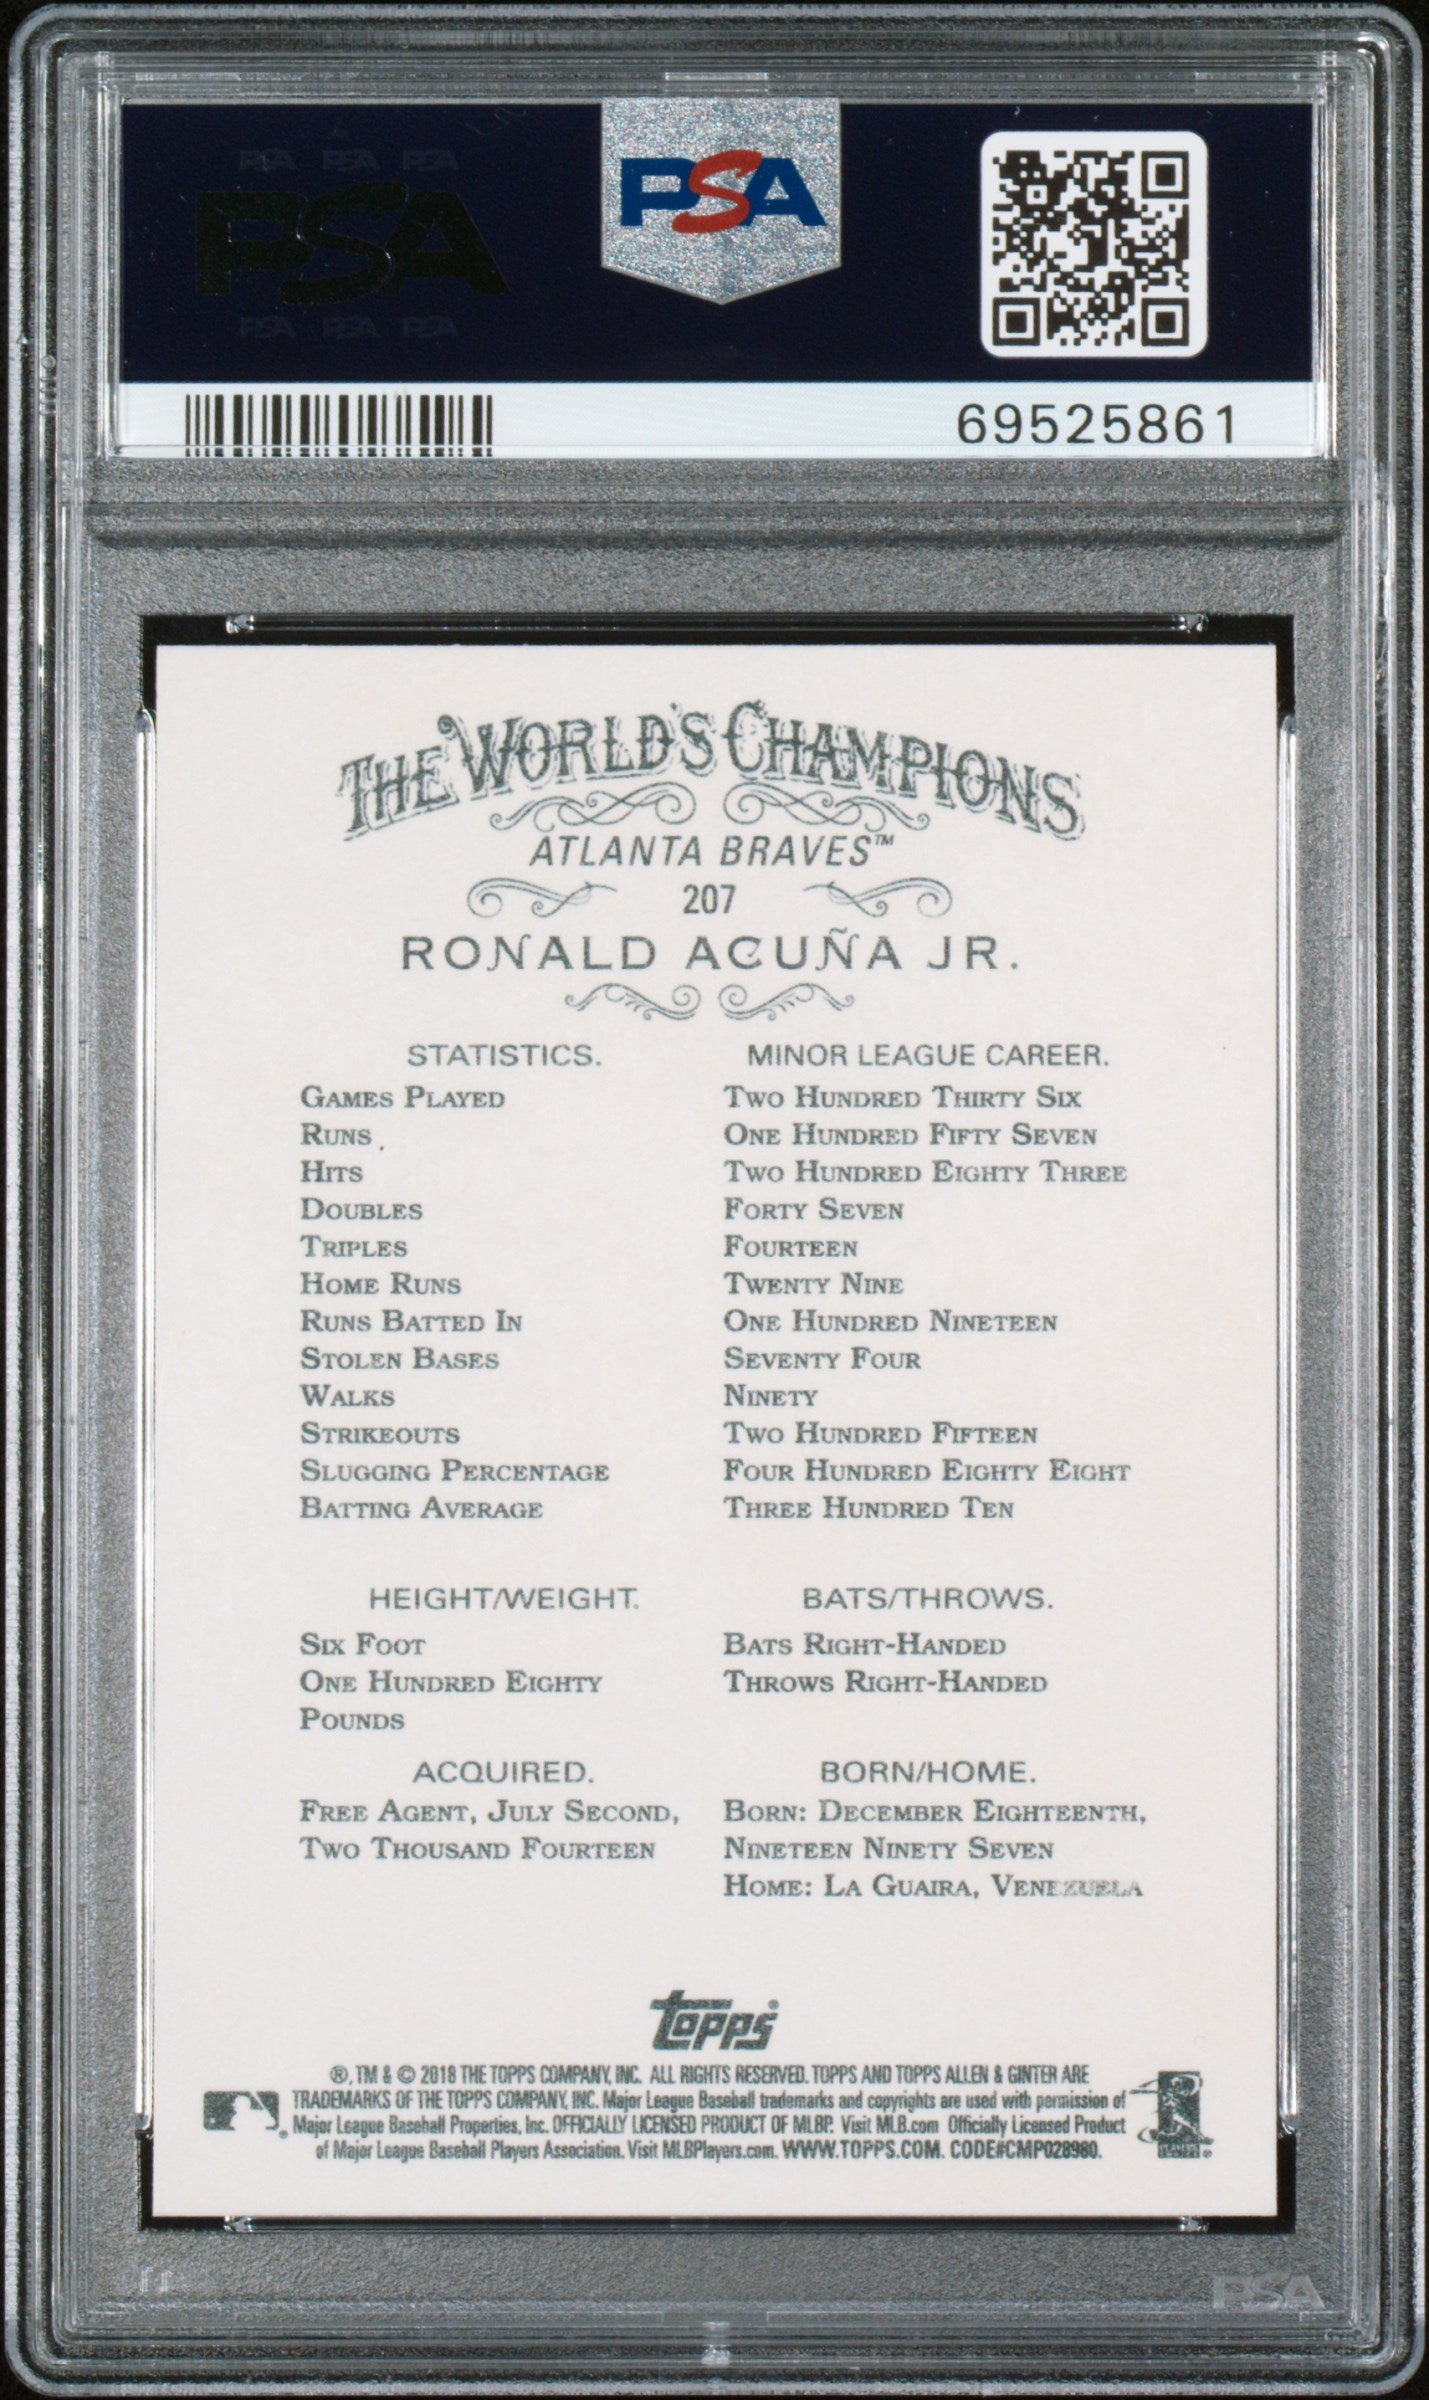 PSA PSA PSA
PSA
PSA PSA PSA
PSA
69525861
THE WORLD'S CHAMPIONS
ATLANTA BRAVES™
207
RONALD ACUÑA JR.
STATISTICS. MINOR LEAGUE CAREER.
GAMES PLAYED TWO HUNDRED THIRTY SIX
RUNS ONE HUNDRED FIFTY SEVEN
HITS TWO HUNDRED EIGHTY THREE
DOUBLES FORTY SEVEN
TRIPLES FOURTEEN
HOME RUNS TWENTY NINE
RUNS BATTED IN ONE HUNDRED NINETEEN
STOLEN BASES SEVENTY FOUR
WALKS NINETY
STRIKEOUTS TWO HUNDRED FIFTEEN
SLUGGING PERCENTAGE FOUR HUNDRED EIGHTY EIGHT
BATTING AVERAGE THREE HUNDRED TEN
HEIGHT/WEIGHT.
SIX FOOT
ONE HUNDRED EIGHTY
POUNDS
BATS/THROWS.
BATS RIGHT-HANDED
THROWS RIGHT-HANDED
ACQUIRED.
FREE AGENT, JULY SECOND,
TWO THOUSAND FOURTEEN
BORN/HOME.
BORN: DECEMBER EIGHTEENTH,
NINETEEN NINETY SEVEN
HOME: LA GUAIRA, VENEZUELA
topps®
®, TM & © 2018 THE TOPPS COMPANY, INC. ALL RIGHTS RESERVED. TOPPS AND TOPPS ALLEN & GINTER ARE
TRADEMARKS OF THE TOPPS COMPANY, INC. Major League Baseball trademarks and copyrights are used with permission of
Major League Baseball Properties, Inc. OFFICIALLY LICENSED PRODUCT OF MLBP. Visit MLB.com Officially Licensed Product
of Major League Baseball Players Association. Visit MLBPlayers.com. WWW.TOPPS.COM. CODE#CMP028980.
PSA